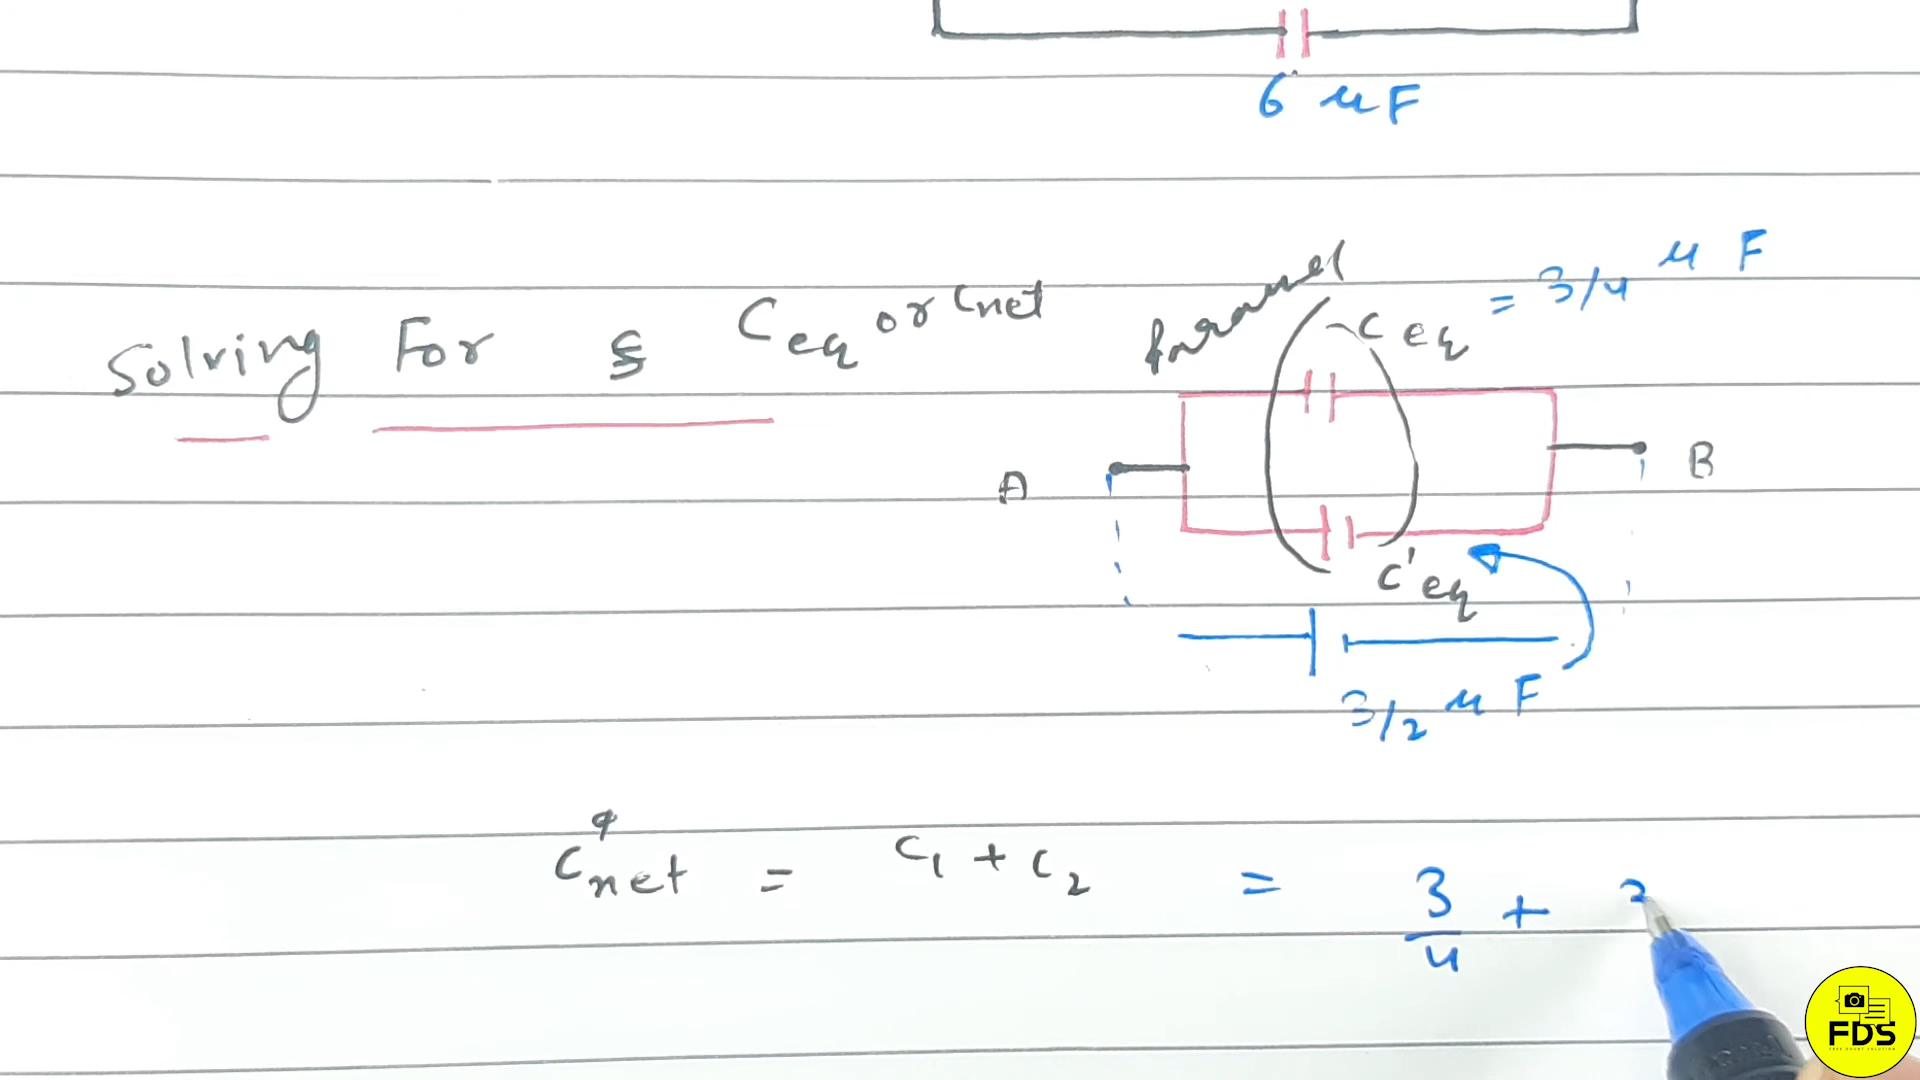 6 μF
Solving For Ceq or Cnet
Parallel
Ceq = 3/4 μF
A
B
C'eq
3/2 μF
Cnet = C1 + C2 = 3/4 +
FDS